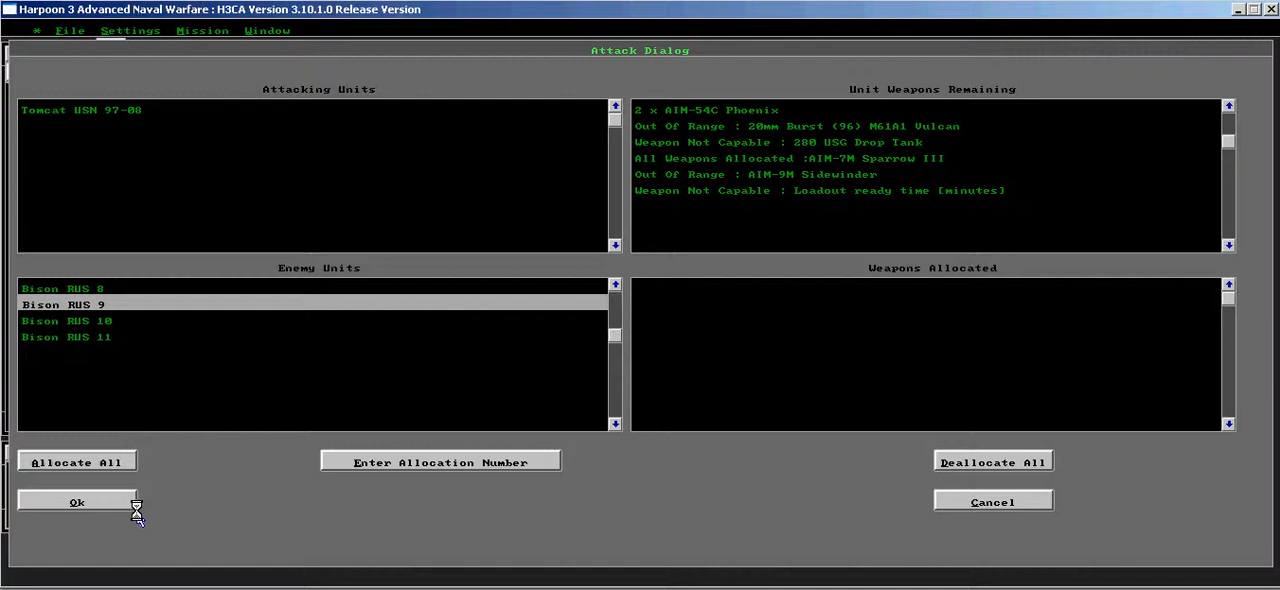 Harpoon 3 Advanced Naval Warfare : H3CA Version 3.10.1.0 Release Version
* File Settings Mission Window
Attack Dialog
Attacking Units
Tomcat USN 97-08
Unit Weapons Remaining
2 x AIM-54C Phoenix
Out Of Range : 20mm Burst (96) M61A1 Vulcan
Weapon Not Capable : 280 USG Drop Tank
All Weapons Allocated :AIM-7M Sparrow III
Out Of Range : AIM-9M Sidewinder
Weapon Not Capable : Loadout ready time [minutes]
Enemy Units
Bison RUS 8
Bison RUS 9
Bison RUS 10
Bison RUS 11
Weapons Allocated
Allocate All
Enter Allocation Number
Deallocate All
Ok
Cancel